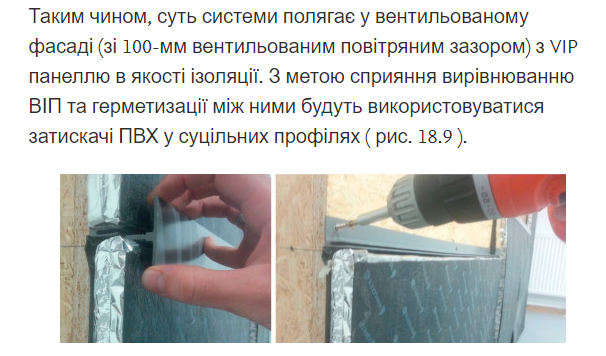 Таким чином, суть системи полягає у вентильованому
фасаді (зі 100-мм вентильованим повітряним зазором) з VIP
панеллю в якості ізоляції. З метою сприяння вирівнюванню
ВІП та герметизації між ними будуть використовуватися
затискачі ПВХ у суцільних профілях ( рис. 18.9 ).